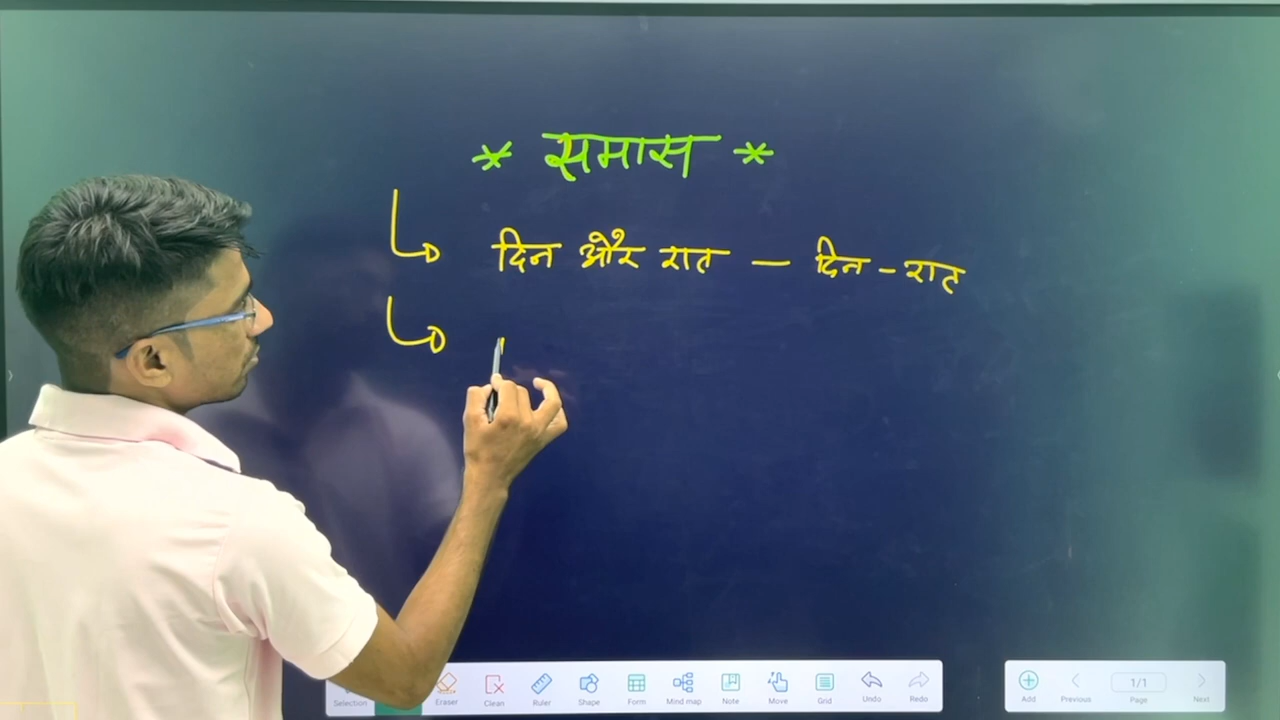 * समास *
दिन और रात — दिन - रात
Selection Eraser Clean Ruler Shape Form Mind map Note Move Grid Undo Redo
Add Previous 1/1 Page Next